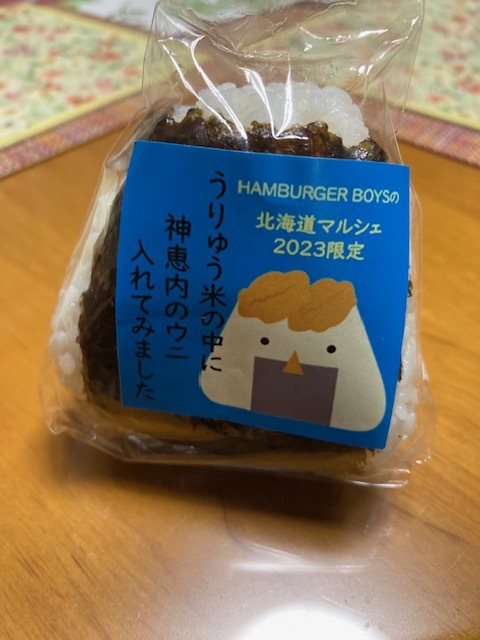 HAMBURGER BOYSの
北海道マルシェ
2023限定
うりゅう米の中に
神恵内のウニ
入れてみました